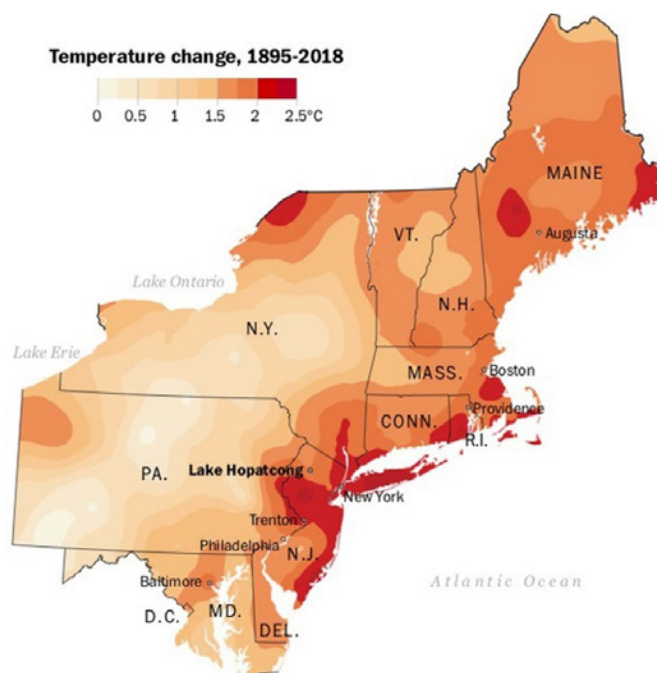 Temperature change, 1895-2018
0 0.5 1 1.5 2 2.5°C
MAINE
Augusta
VT.
Lake Ontario
N.H.
N.Y.
Lake Erie
MASS.
Boston
Providence
CONN.
R.I.
PA.
Lake Hopatcong
New York
Trenton
Philadelphia
N.J.
Baltimore
Atlantic Ocean
D.C.
MD.
DEL.